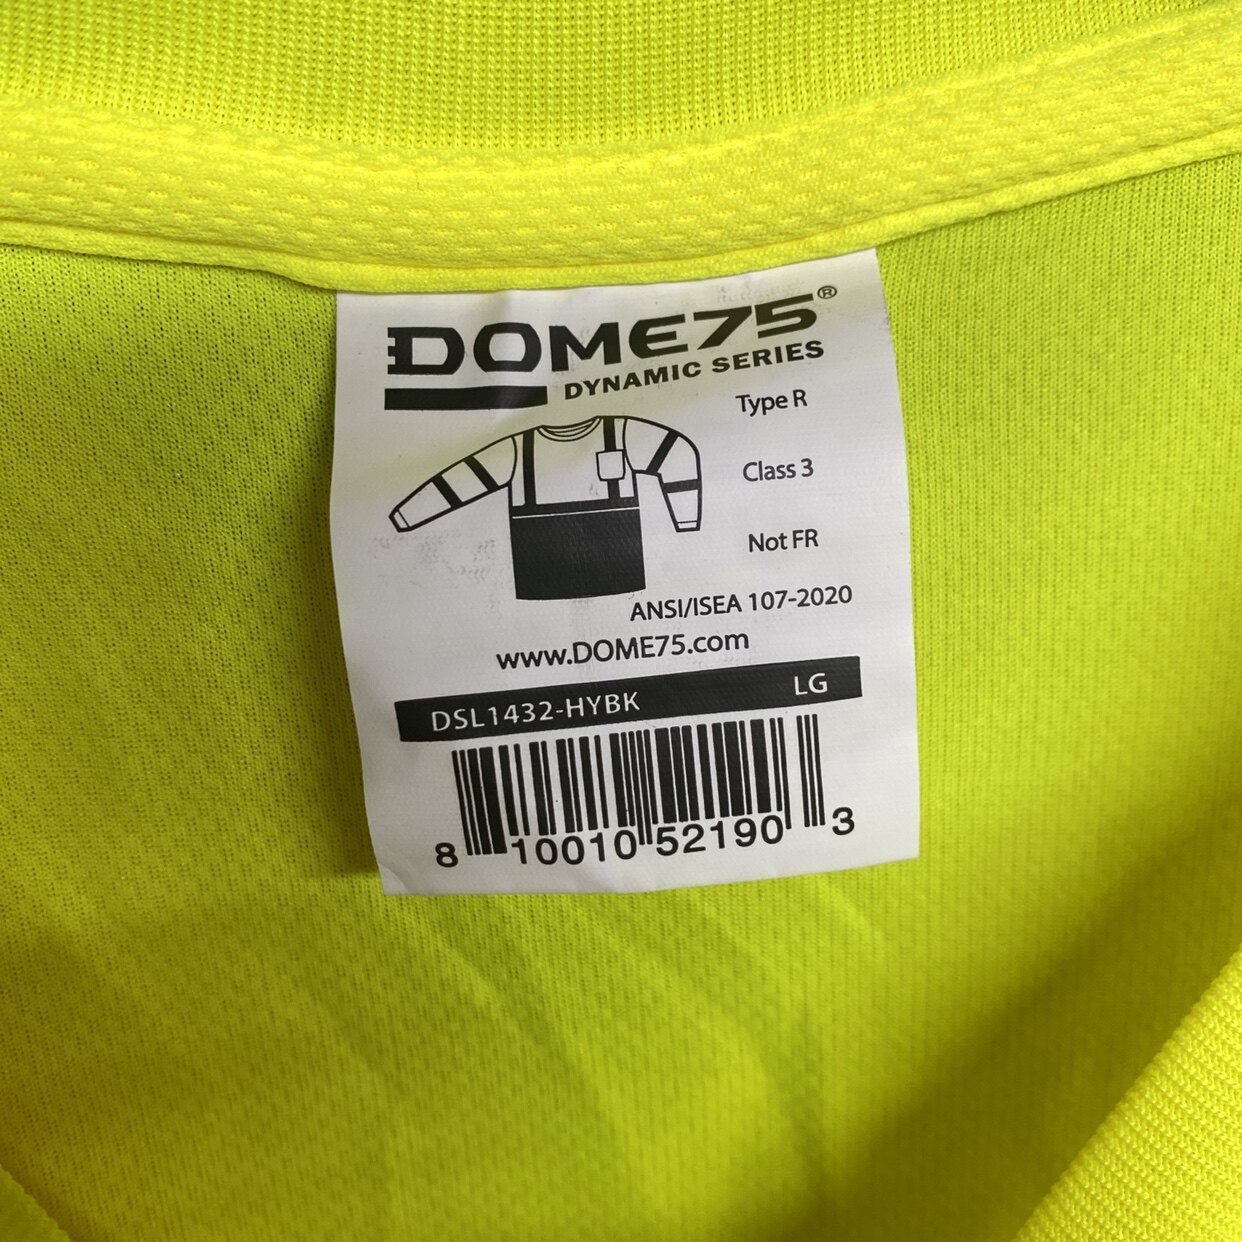 DOME75®
DYNAMIC SERIES
Type R
Class 3
Not FR
ANSI/ISEA 107-2020
www.DOME75.com
DSL1432-HYBK LG
8 10010 52190 3